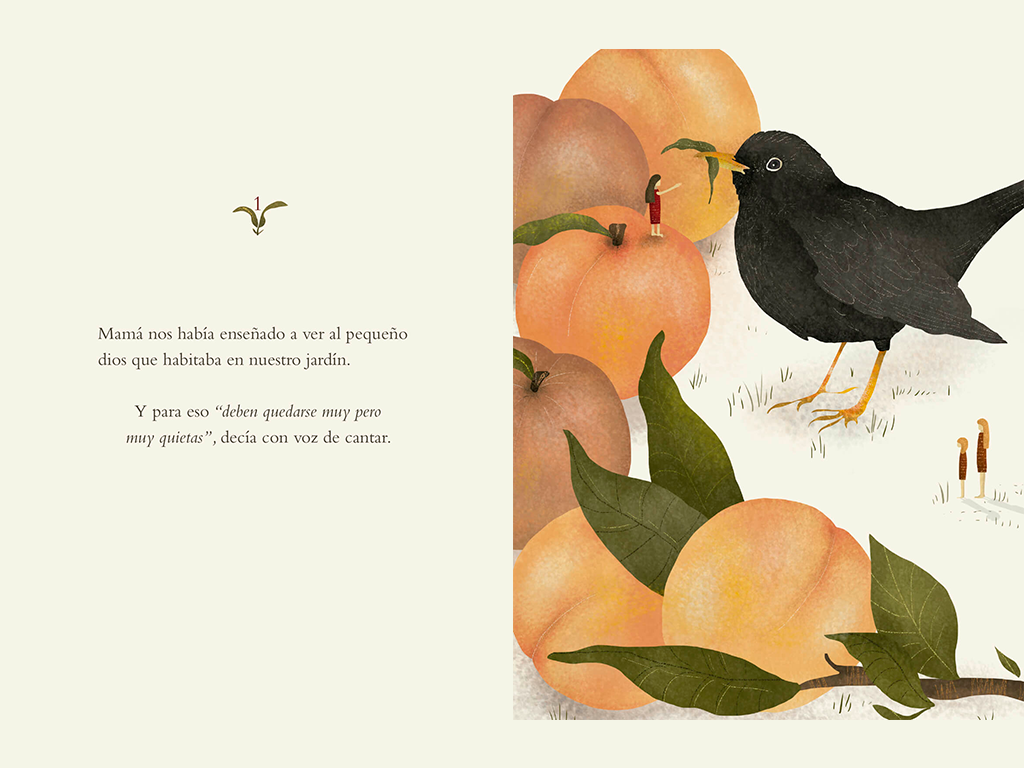 1
Mamá nos había enseñado a ver al pequeño
dios que habitaba en nuestro jardín.
Y para eso “deben quedarse muy pero
muy quietas”, decía con voz de cantar.